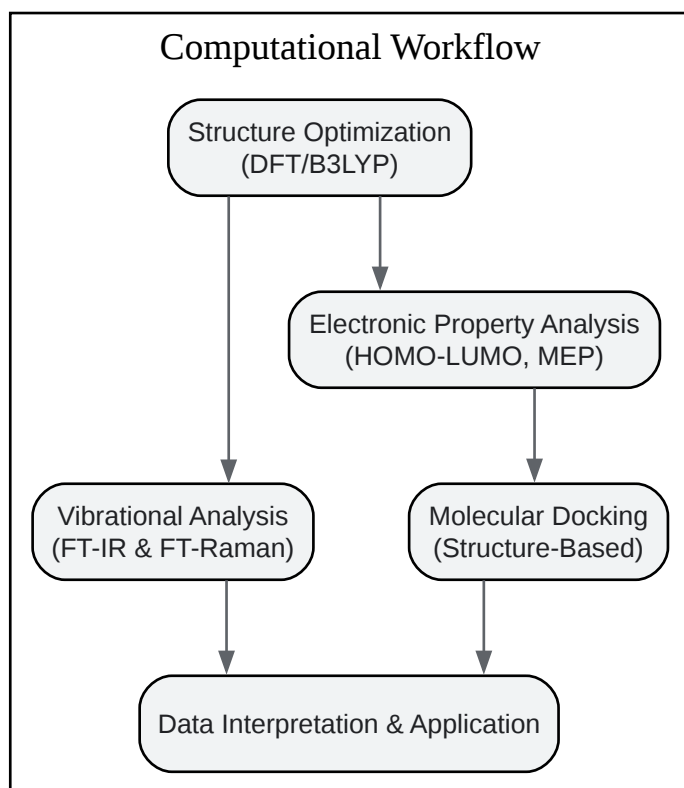 Computational Workflow
Structure Optimization
(DFT/B3LYP)
Electronic Property Analysis
(HOMO-LUMO, MEP)
Vibrational Analysis
(FT-IR & FT-Raman)
Molecular Docking
(Structure-Based)
Data Interpretation & Application